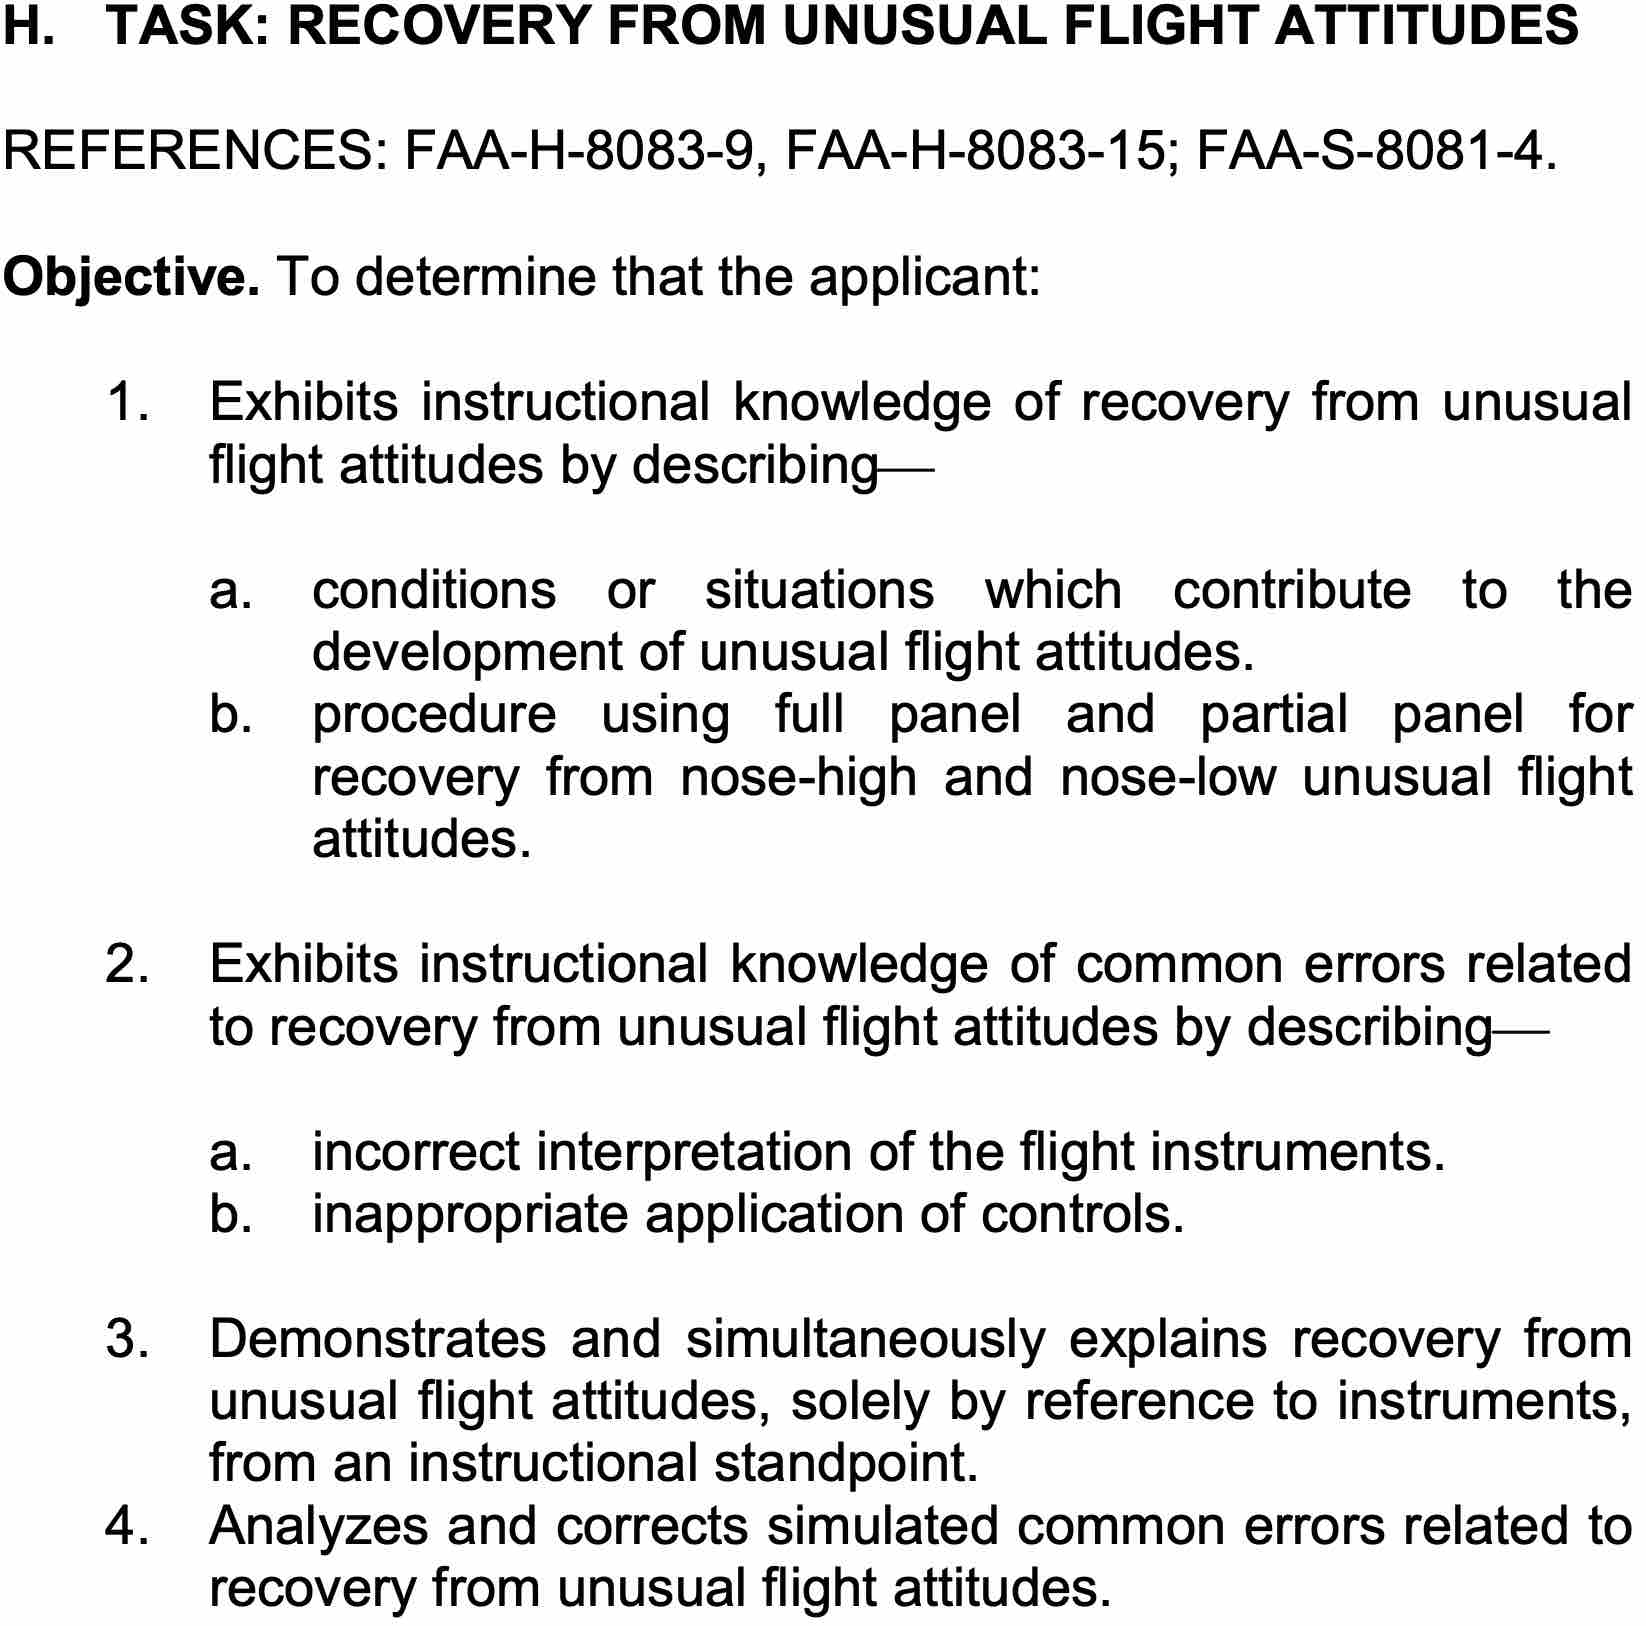 H. TASK: RECOVERY FROM UNUSUAL FLIGHT ATTITUDES
REFERENCES: FAA-H-8083-9, FAA-H-8083-15; FAA-S-8081-4.
Objective. To determine that the applicant:
1. Exhibits instructional knowledge of recovery from unusual
flight attitudes by describing—
a. conditions or situations which contribute to the
development of unusual flight attitudes.
b. procedure using full panel and partial panel for
recovery from nose-high and nose-low unusual flight
attitudes.
2. Exhibits instructional knowledge of common errors related
to recovery from unusual flight attitudes by describing—
a. incorrect interpretation of the flight instruments.
b. inappropriate application of controls.
3. Demonstrates and simultaneously explains recovery from
unusual flight attitudes, solely by reference to instruments,
from an instructional standpoint.
4. Analyzes and corrects simulated common errors related to
recovery from unusual flight attitudes.